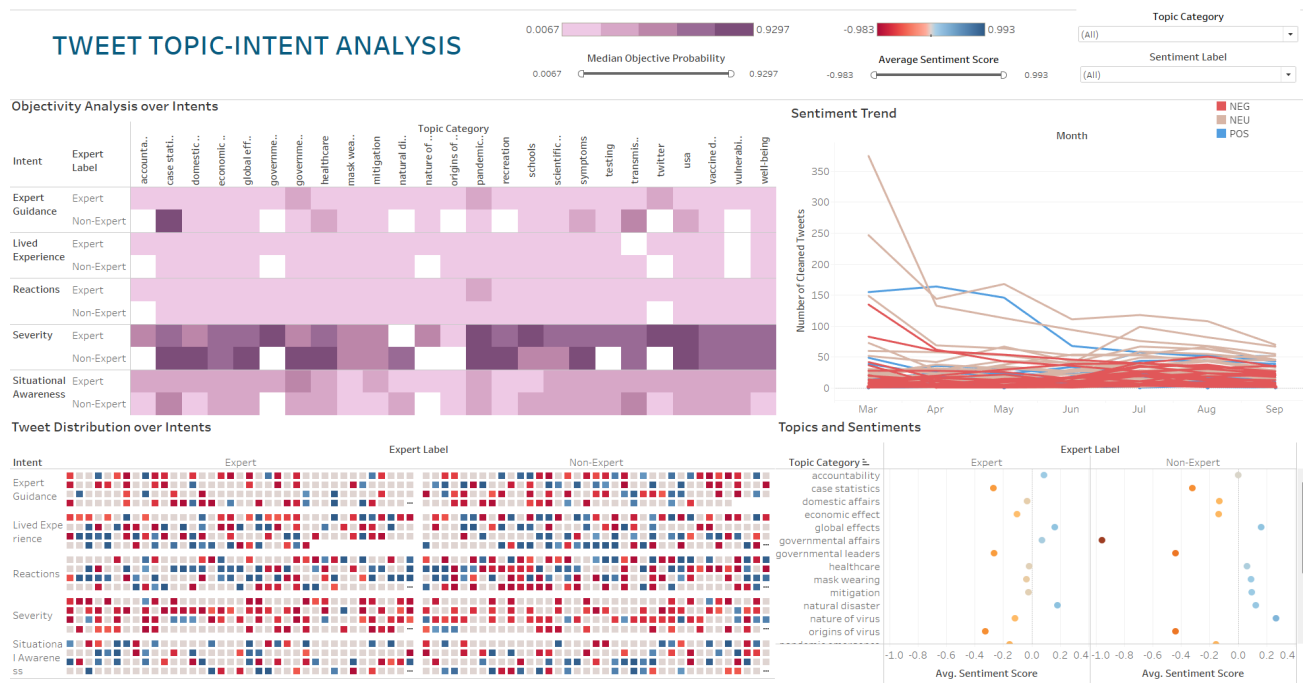 TWEET TOPIC-INTENT ANALYSIS
0.0067 0.9297
Median Objective Probability
0.0067 0.9297
-0.983 0.993
Average Sentiment Score
-0.983 0.993
Topic Category
(All)
Sentiment Label
(All)
Objectivity Analysis over Intents
Topic Category
Intent Expert Label
accounta.. case stati.. domestic .. economic .. global eff.. governme.. governme.. healthcare mask wea.. mitigation natural di.. nature of .. origins of .. pandemic.. recreation schools scientific.. symptoms testing transmis.. twitter usa vaccine d.. vulnerabi.. well-being
Expert Guidance Expert
Non-Expert
Lived Experience Expert
Non-Expert
Reactions Expert
Non-Expert
Severity Expert
Non-Expert
Situational Awareness Expert
Non-Expert
Sentiment Trend
NEG
NEU
POS
Month
Number of Cleaned Tweets
350
300
250
200
150
100
50
0
Mar Apr May Jun Jul Aug Sep
Tweet Distribution over Intents
Expert Label
Intent Expert Non-Expert
Expert
Guidance
Lived Expe
rience
Reactions
Severity
Situationa
l Awarene
ss
Topics and Sentiments
Expert Label
Topic Category Expert Non-Expert
accountability
case statistics
domestic affairs
economic effect
global effects
governmental affairs
governmental leaders
healthcare
mask wearing
mitigation
natural disaster
nature of virus
origins of virus
-1.0 -0.8 -0.6 -0.4 -0.2 0.0 0.2 0.4 -1.0 -0.8 -0.6 -0.4 -0.2 0.0 0.2 0.4
Avg. Sentiment Score Avg. Sentiment Score